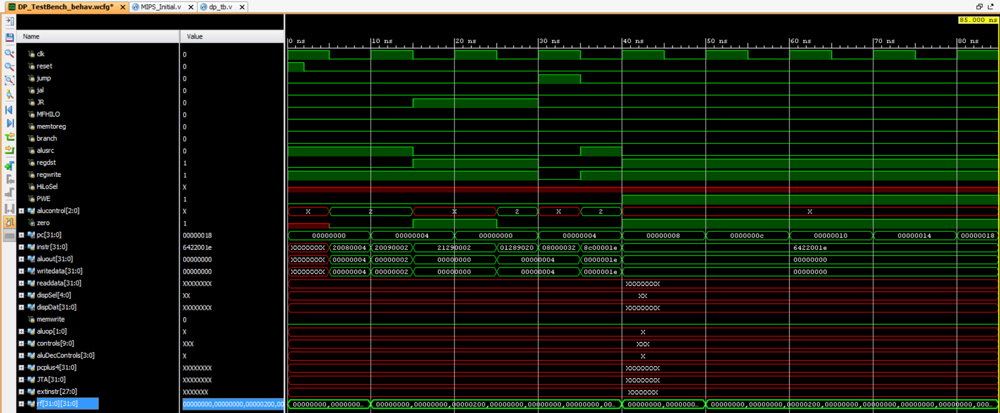 DP_TestBench_behav.wcfg* × MIPS_Initial.v × dp_tb.v ×
85.000 ns
Name Value
0 ns 10 ns 20 ns 30 ns 40 ns 50 ns 60 ns 70 ns 80 ns
clk 0
reset 0
jump 0
jal 0
JR 0
MFHILO 0
memtoreg 0
branch 0
alusrc 0
regdst 1
regwrite 1
HiLoSel X
PWE 1
alucontrol[2:0] X X 2 X 2 X 2 X
zero 1
pc[31:0] 00000018 00000000 00000004 00000000 00000004 00000008 0000000c 00000010 00000014 00000018
instr[31:0] 6422001e XXXXXXXX 20080004 20090002 21290002 01289020 08000032 8c00001e 6422001e
aluout[31:0] 00000000 XXXXXXXX 00000004 00000002 00000000 00000004 0000001e 00000000
writedata[31:0] 00000000 XXXXXXXX 00000004 00000002 00000000 00000004 0000001e 00000000
readdata[31:0] XXXXXXXX XXXXXXXX
dispSel[4:0] XX XX
dispDat[31:0] XXXXXXXX XXXXXXXX
memwrite 0
aluop[1:0] X X
controls[9:0] XXX XXX
aluDecControls[3:0] X X
pcplus4[31:0] XXXXXXXX XXXXXXXX
JTA[31:0] XXXXXXXX XXXXXXXX
extinstr[27:0] XXXXXXX XXXXXXXX
rf[31:0][31:0] 00000000,00000000,00000200,00 00000000,0000000... 00000000,00000000,00000200,00000000,00000000,00... 00000000,0000000... 00000000,00000000,00000200,00000000,00000000,00000000,000...